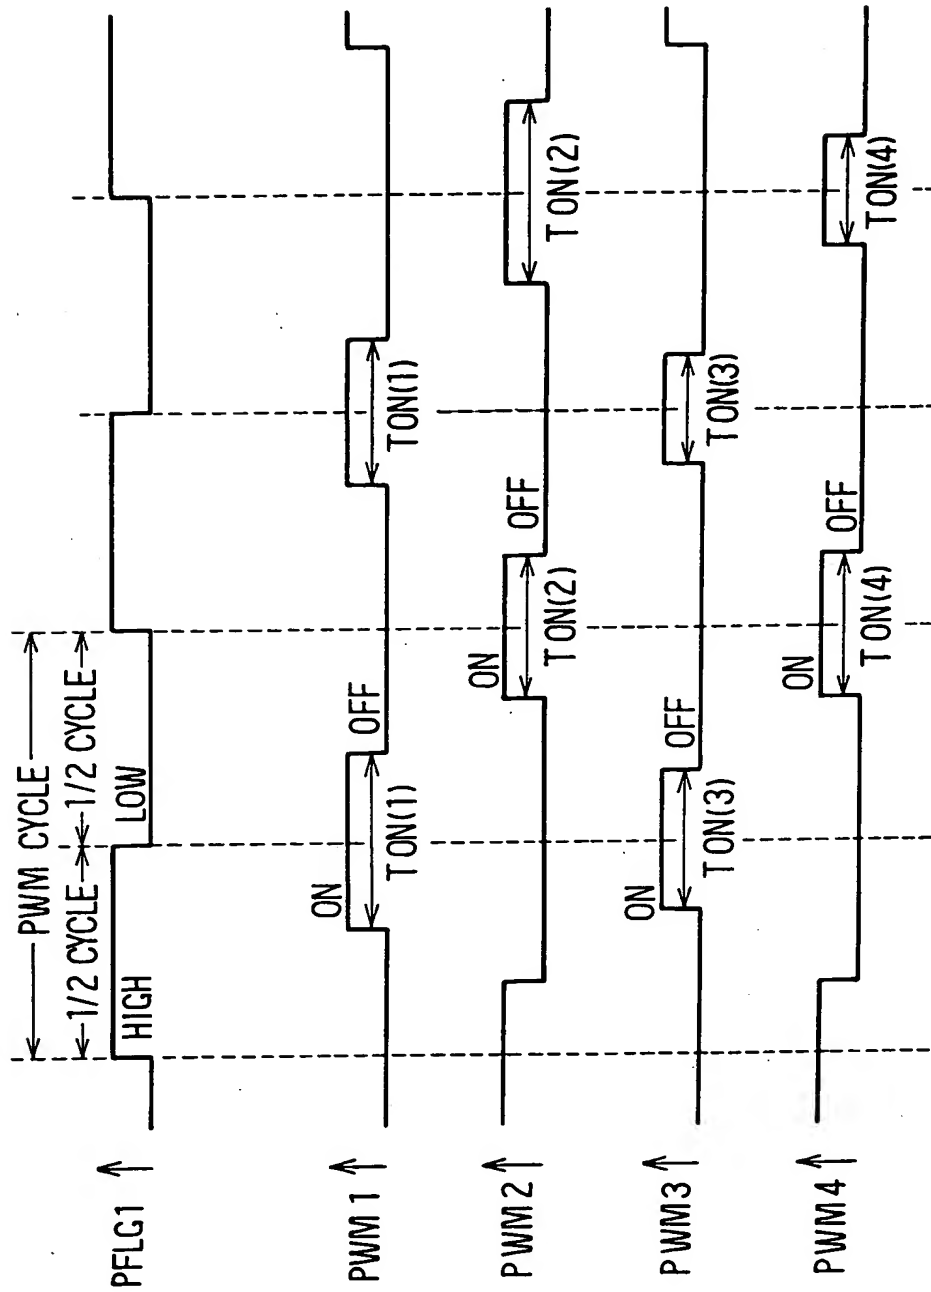 PWM CYCLE
1/2 CYCLE 1/2 CYCLE
PFLG1 HIGH LOW
PWM1 ON OFF
TON(1) TON(1)
PWM2 ON OFF
TON(2) TON(2)
PWM3 ON OFF
TON(3) TON(3)
PWM4 ON OFF
TON(4) TON(4)